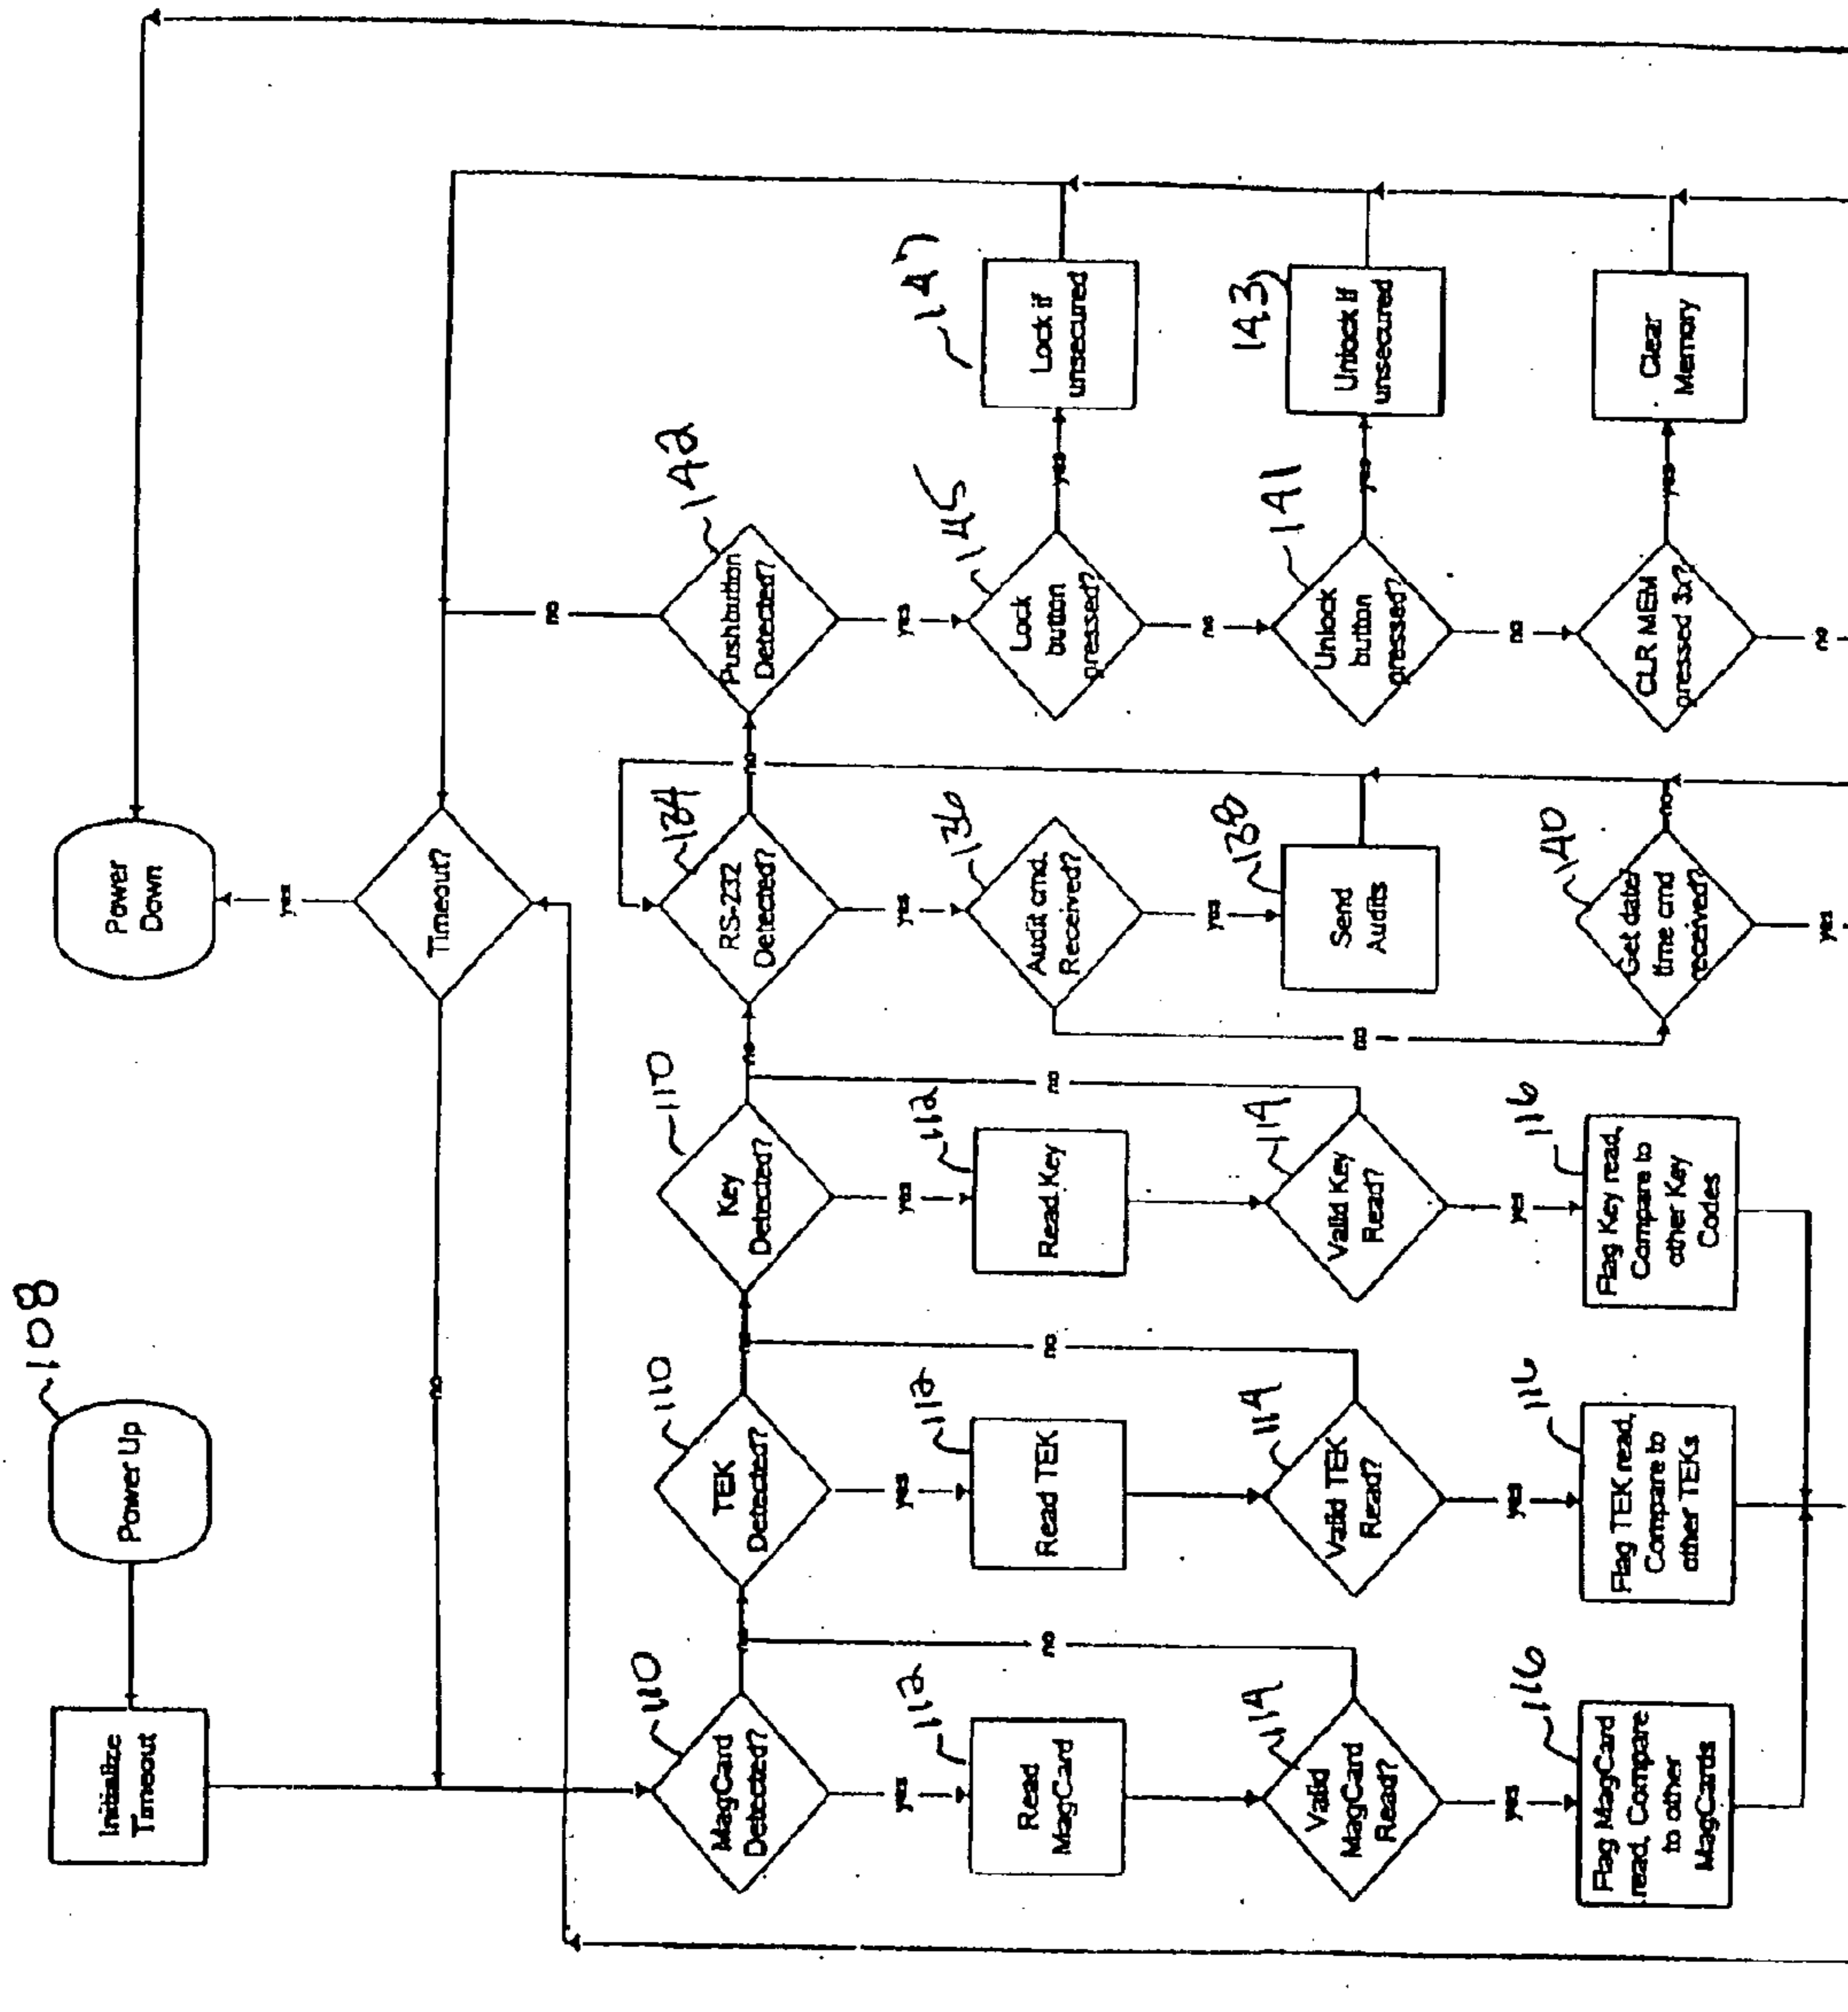 108
Power Up
Initialize
Timeout
Power
Down
yes
Timeout?
no
110
MagCard
Detected?
no
110
TEK
Detected?
no
110
Key
Detected?
no
134
RS-232
Detected?
no
142
Pushbutton
Detected?
no
yes
112
Read
MagCard
yes
112
Read TEK
yes
112
Read Key
yes
136
Audit cmd.
Received?
yes
145
Lock
button
pressed?
yes
147
Lock if
unsecured
114
Valid
MagCard
Read?
no
114
Valid TEK
Read?
no
114
Valid Key
Read?
no
yes
138
Send
Audits
no
no
141
Unlock
button
pressed?
yes
143
Unlock if
unsecured
yes
116
Flag MagCard
read, Compare
to other
MagCards
yes
116
Flag TEK read,
Compare to
other TEKs
yes
116
Flag Key read,
Compare to
other Key
Codes
140
Get date/
time cmd
received?
no
yes
no
CLR MEM
pressed 3x?
yes
Clear
Memory
no